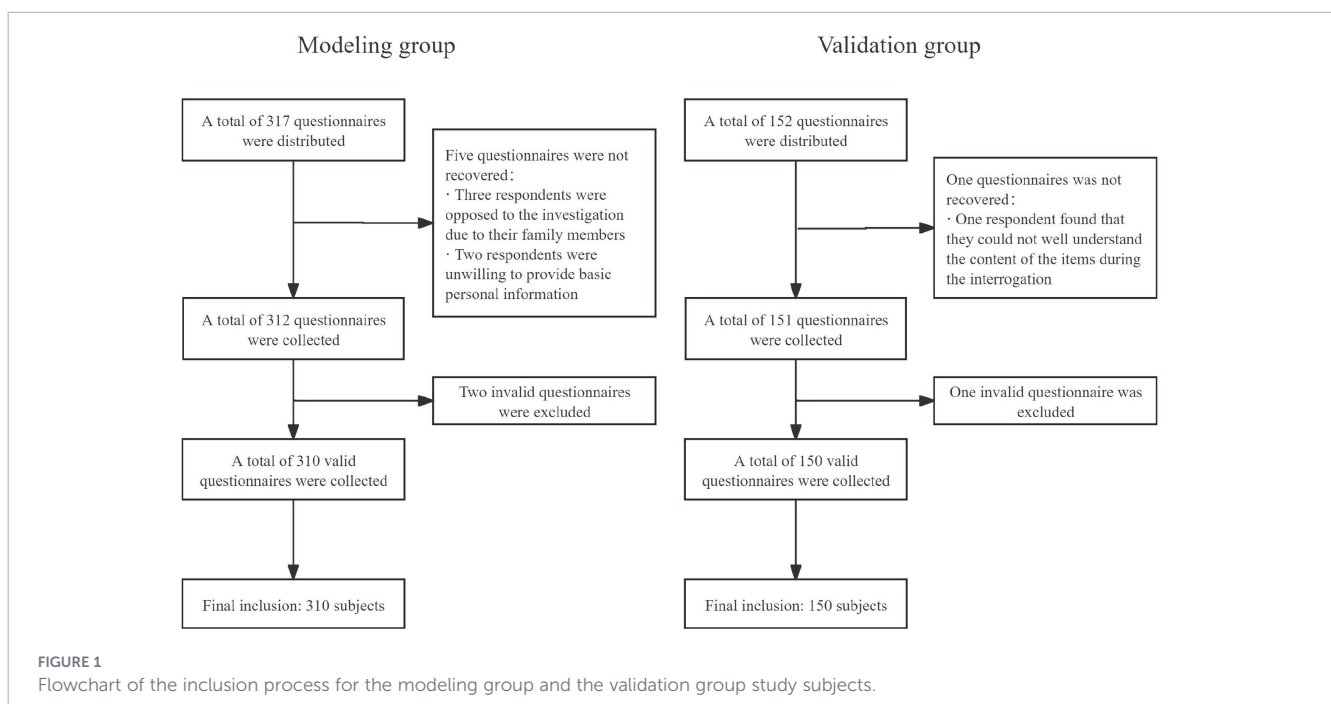 Modeling group
A total of 317 questionnaires
were distributed
Five questionnaires were not
recovered:
· Three respondents were
opposed to the investigation
due to their family members
· Two respondents were
unwilling to provide basic
personal information
A total of 312 questionnaires
were collected
Two invalid questionnaires
were excluded
A total of 310 valid
questionnaires were collected
Final inclusion: 310 subjects
Validation group
A total of 152 questionnaires
were distributed
One questionnaires was not
recovered:
· One respondent found that
they could not well understand
the content of the items during
the interrogation
A total of 151 questionnaires
were collected
One invalid questionnaire was
excluded
A total of 150 valid
questionnaires were collected
Final inclusion: 150 subjects
FIGURE 1
Flowchart of the inclusion process for the modeling group and the validation group study subjects.